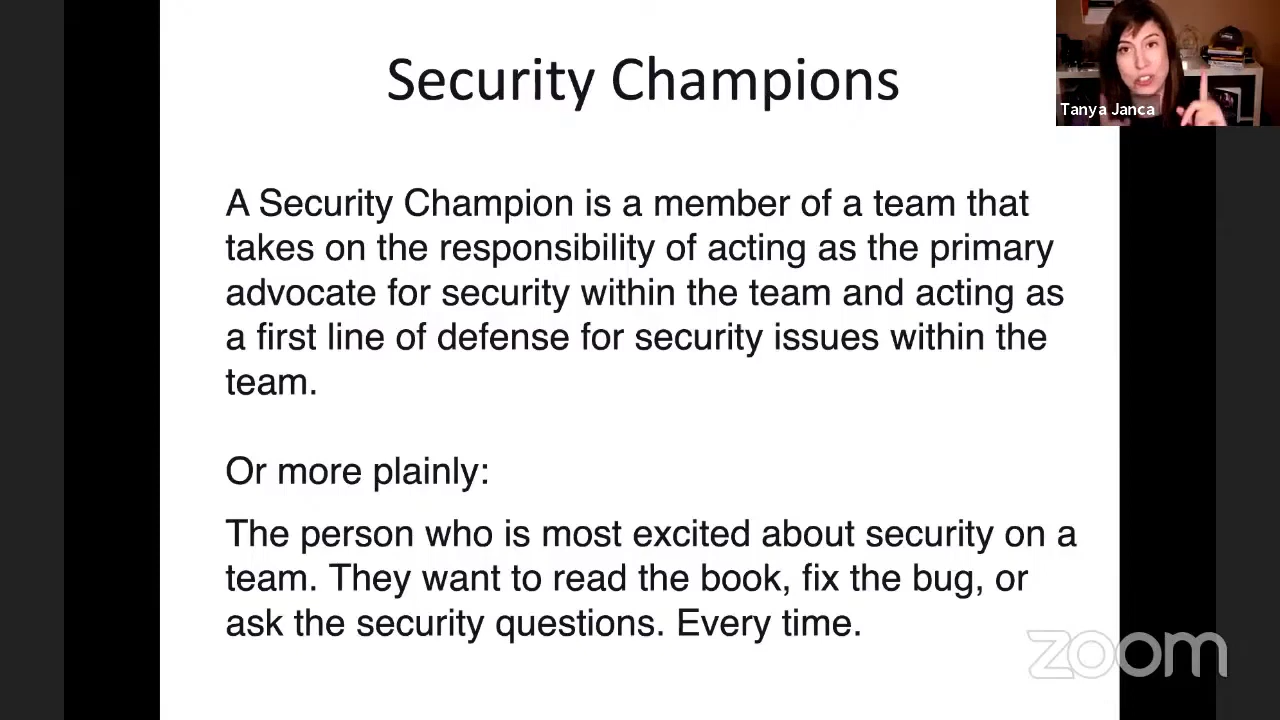 Security Champions
Tanya Janca
A Security Champion is a member of a team that
takes on the responsibility of acting as the primary
advocate for security within the team and acting as
a first line of defense for security issues within the
team.
Or more plainly:
The person who is most excited about security on a
team. They want to read the book, fix the bug, or
ask the security questions. Every time.
zoom